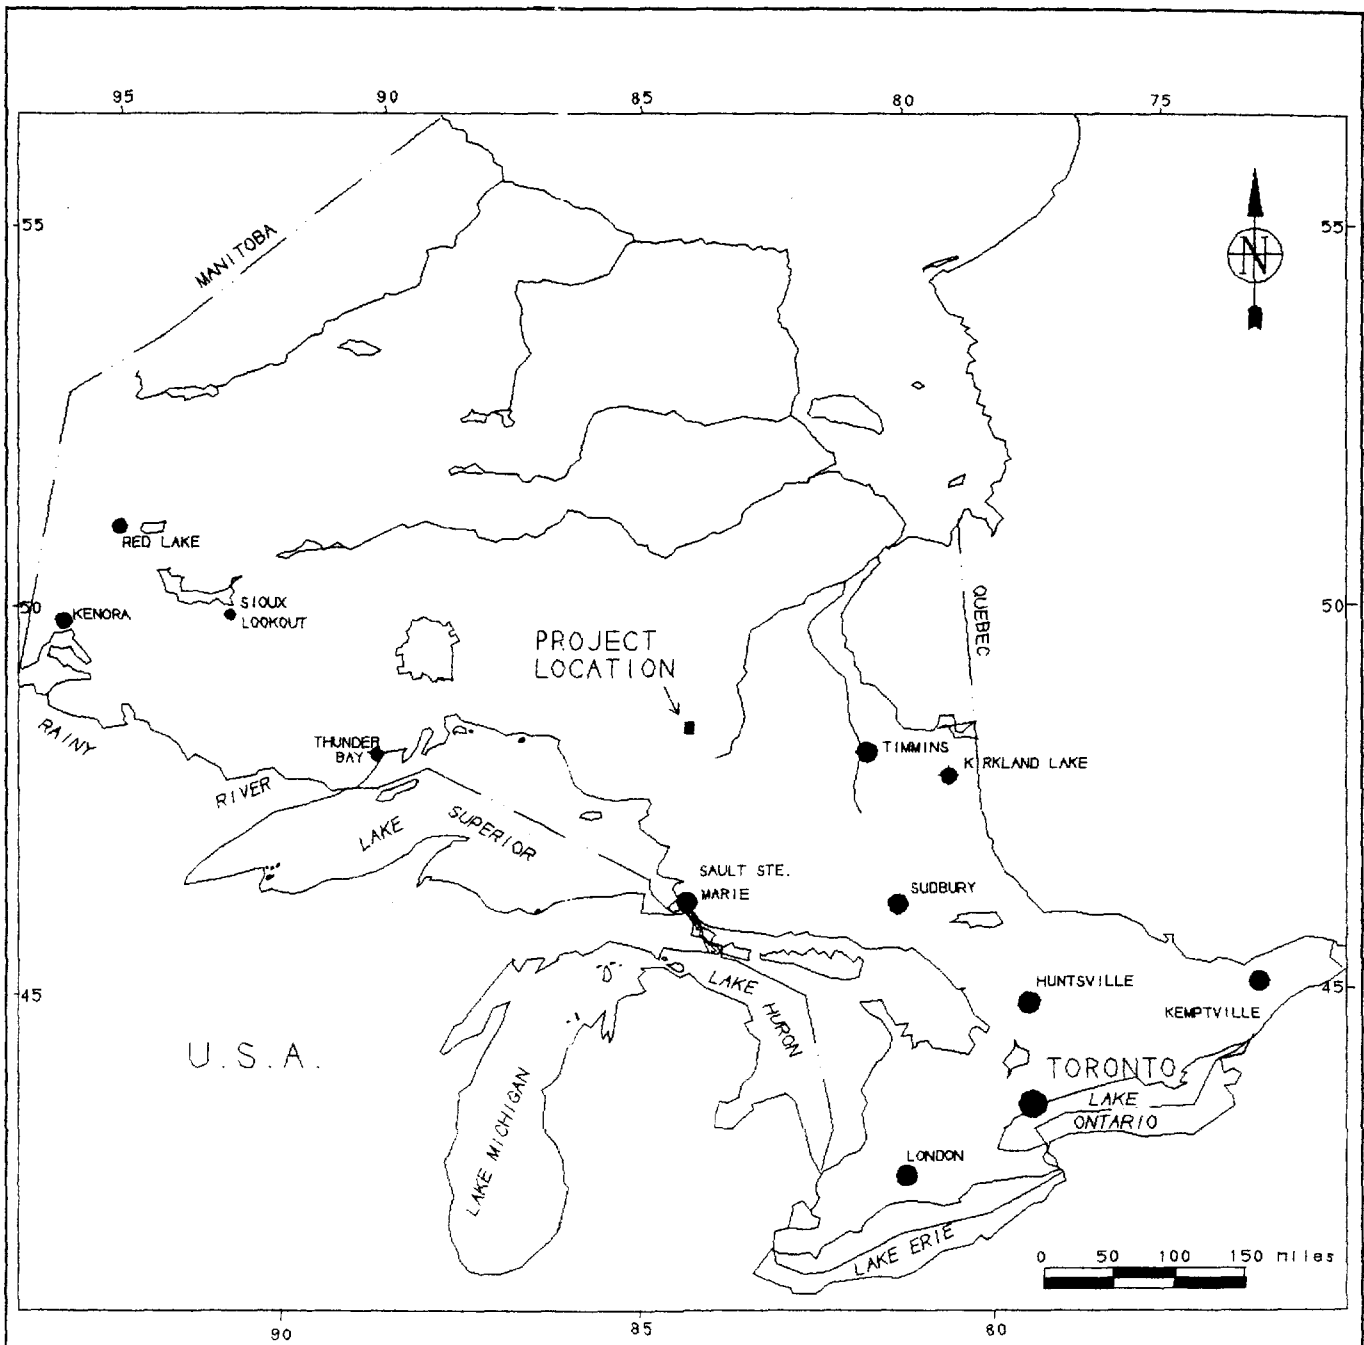 95 90 85 80 75
55 55
MANITOBA
N
RED LAKE
QUEBEC
50 50
KENORA
SIOUX
LOOKOUT
PROJECT
LOCATION
RAINY
THUNDER
BAY
TIMMINS
KIRKLAND LAKE
RIVER
LAKE
SUPERIOR
SAULT STE.
MARIE
SUDBURY
45 45
LAKE
HURON
HUNTSVILLE
KEMPTVILLE
U.S.A.
TORONTO
LAKE MICHIGAN
LAKE
ONTARIO
LONDON
LAKE ERIE
0 50 100 150 miles
90 85 80